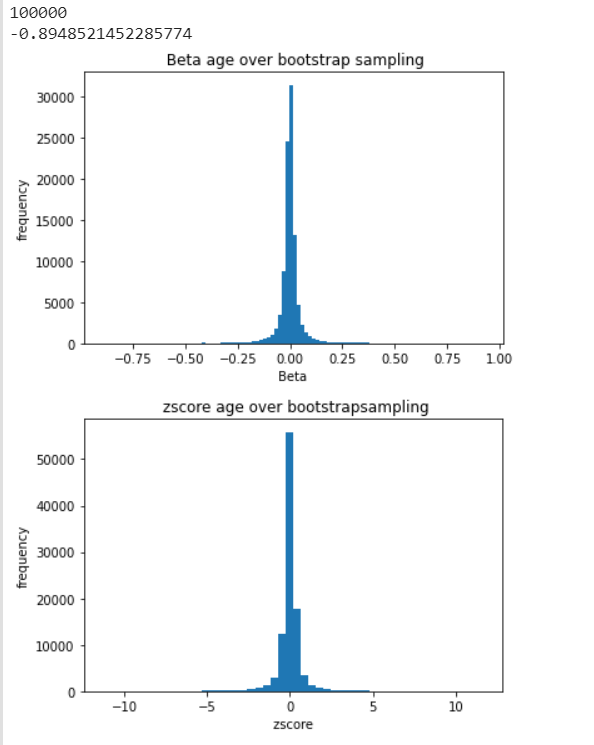 100000
-0.8948521452285774
Beta age over bootstrap sampling
30000
25000
20000
15000
10000
5000
0
frequency
−0.75 −0.50 −0.25 0.00 0.25 0.50 0.75 1.00
Beta
zscore age over bootstrapsampling
50000
40000
30000
20000
10000
0
frequency
−10 −5 0 5 10
zscore